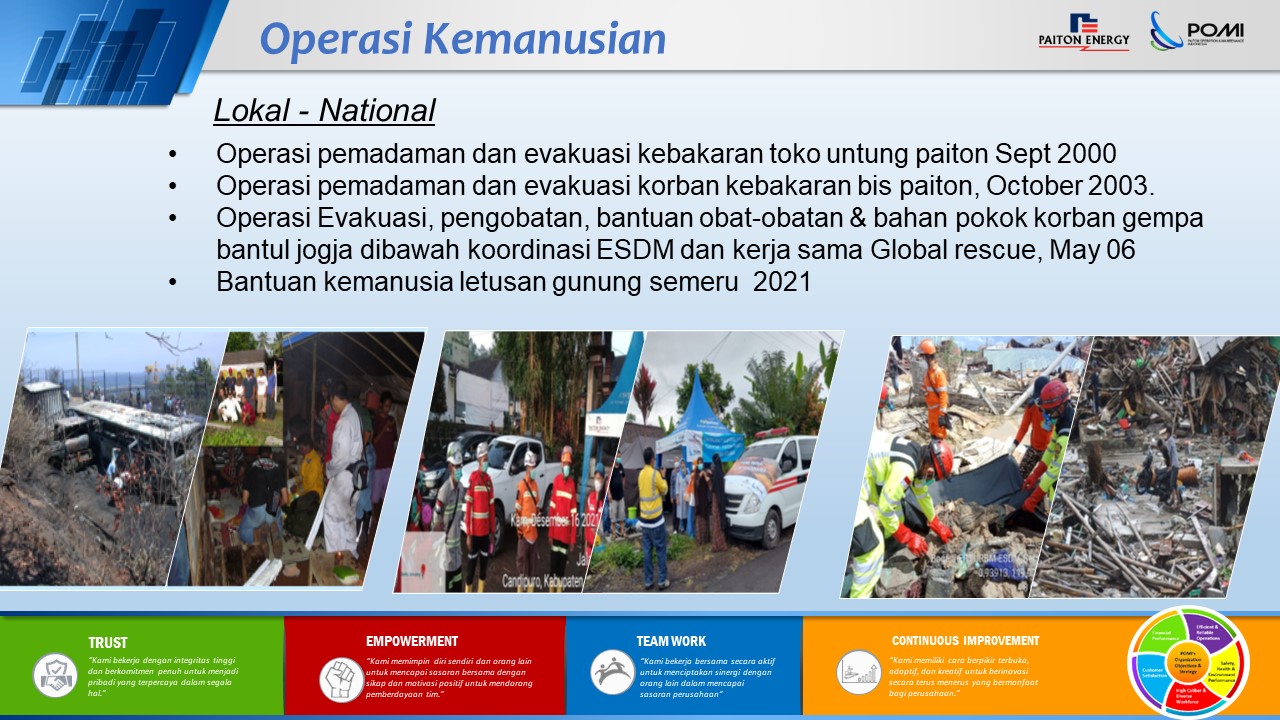 Operasi Kemanusian
PAITON ENERGY
POMI
PAITON OPERATION & MAINTENANCE
INDONESIA
Lokal - National
• Operasi pemadaman dan evakuasi kebakaran toko untung paiton Sept 2000
• Operasi pemadaman dan evakuasi korban kebakaran bis paiton, October 2003.
• Operasi Evakuasi, pengobatan, bantuan obat-obatan & bahan pokok korban gempa
bantul jogja dibawah koordinasi ESDM dan kerja sama Global rescue, May 06
• Bantuan kemanusia letusan gunung semeru 2021
Kam, Desember 16 2021
Candipuro, Kabupaten
TRUST
"Kami bekerja dengan integritas tinggi
dan berkomitmen penuh untuk menjadi
pribadi yang terpercaya dalam segala
hal."
EMPOWERMENT
"Kami memimpin diri sendiri dan orang lain
untuk mencapai sasaran bersama dengan
sikap dan motivasi positif untuk mendorong
pemberdayaan tim."
TEAM WORK
"Kami bekerja bersama secara aktif
untuk menciptakan sinergi dengan
orang lain dalam mencapai
sasaran perusahaan"
CONTINUOUS IMPROVEMENT
"Kami memiliki cara berpikir terbuka,
adaptif, dan kreatif untuk berinovasi
secara terus menerus yang bermanfaat
bagi perusahaan."
Financial
Performance
Efficient &
Reliable
Operations
Safety,
Health &
Environment
Performance
High Caliber &
Diverse
Workforce
Customer
Satisfaction
POMI's
Organization
Objectives &
Strategy